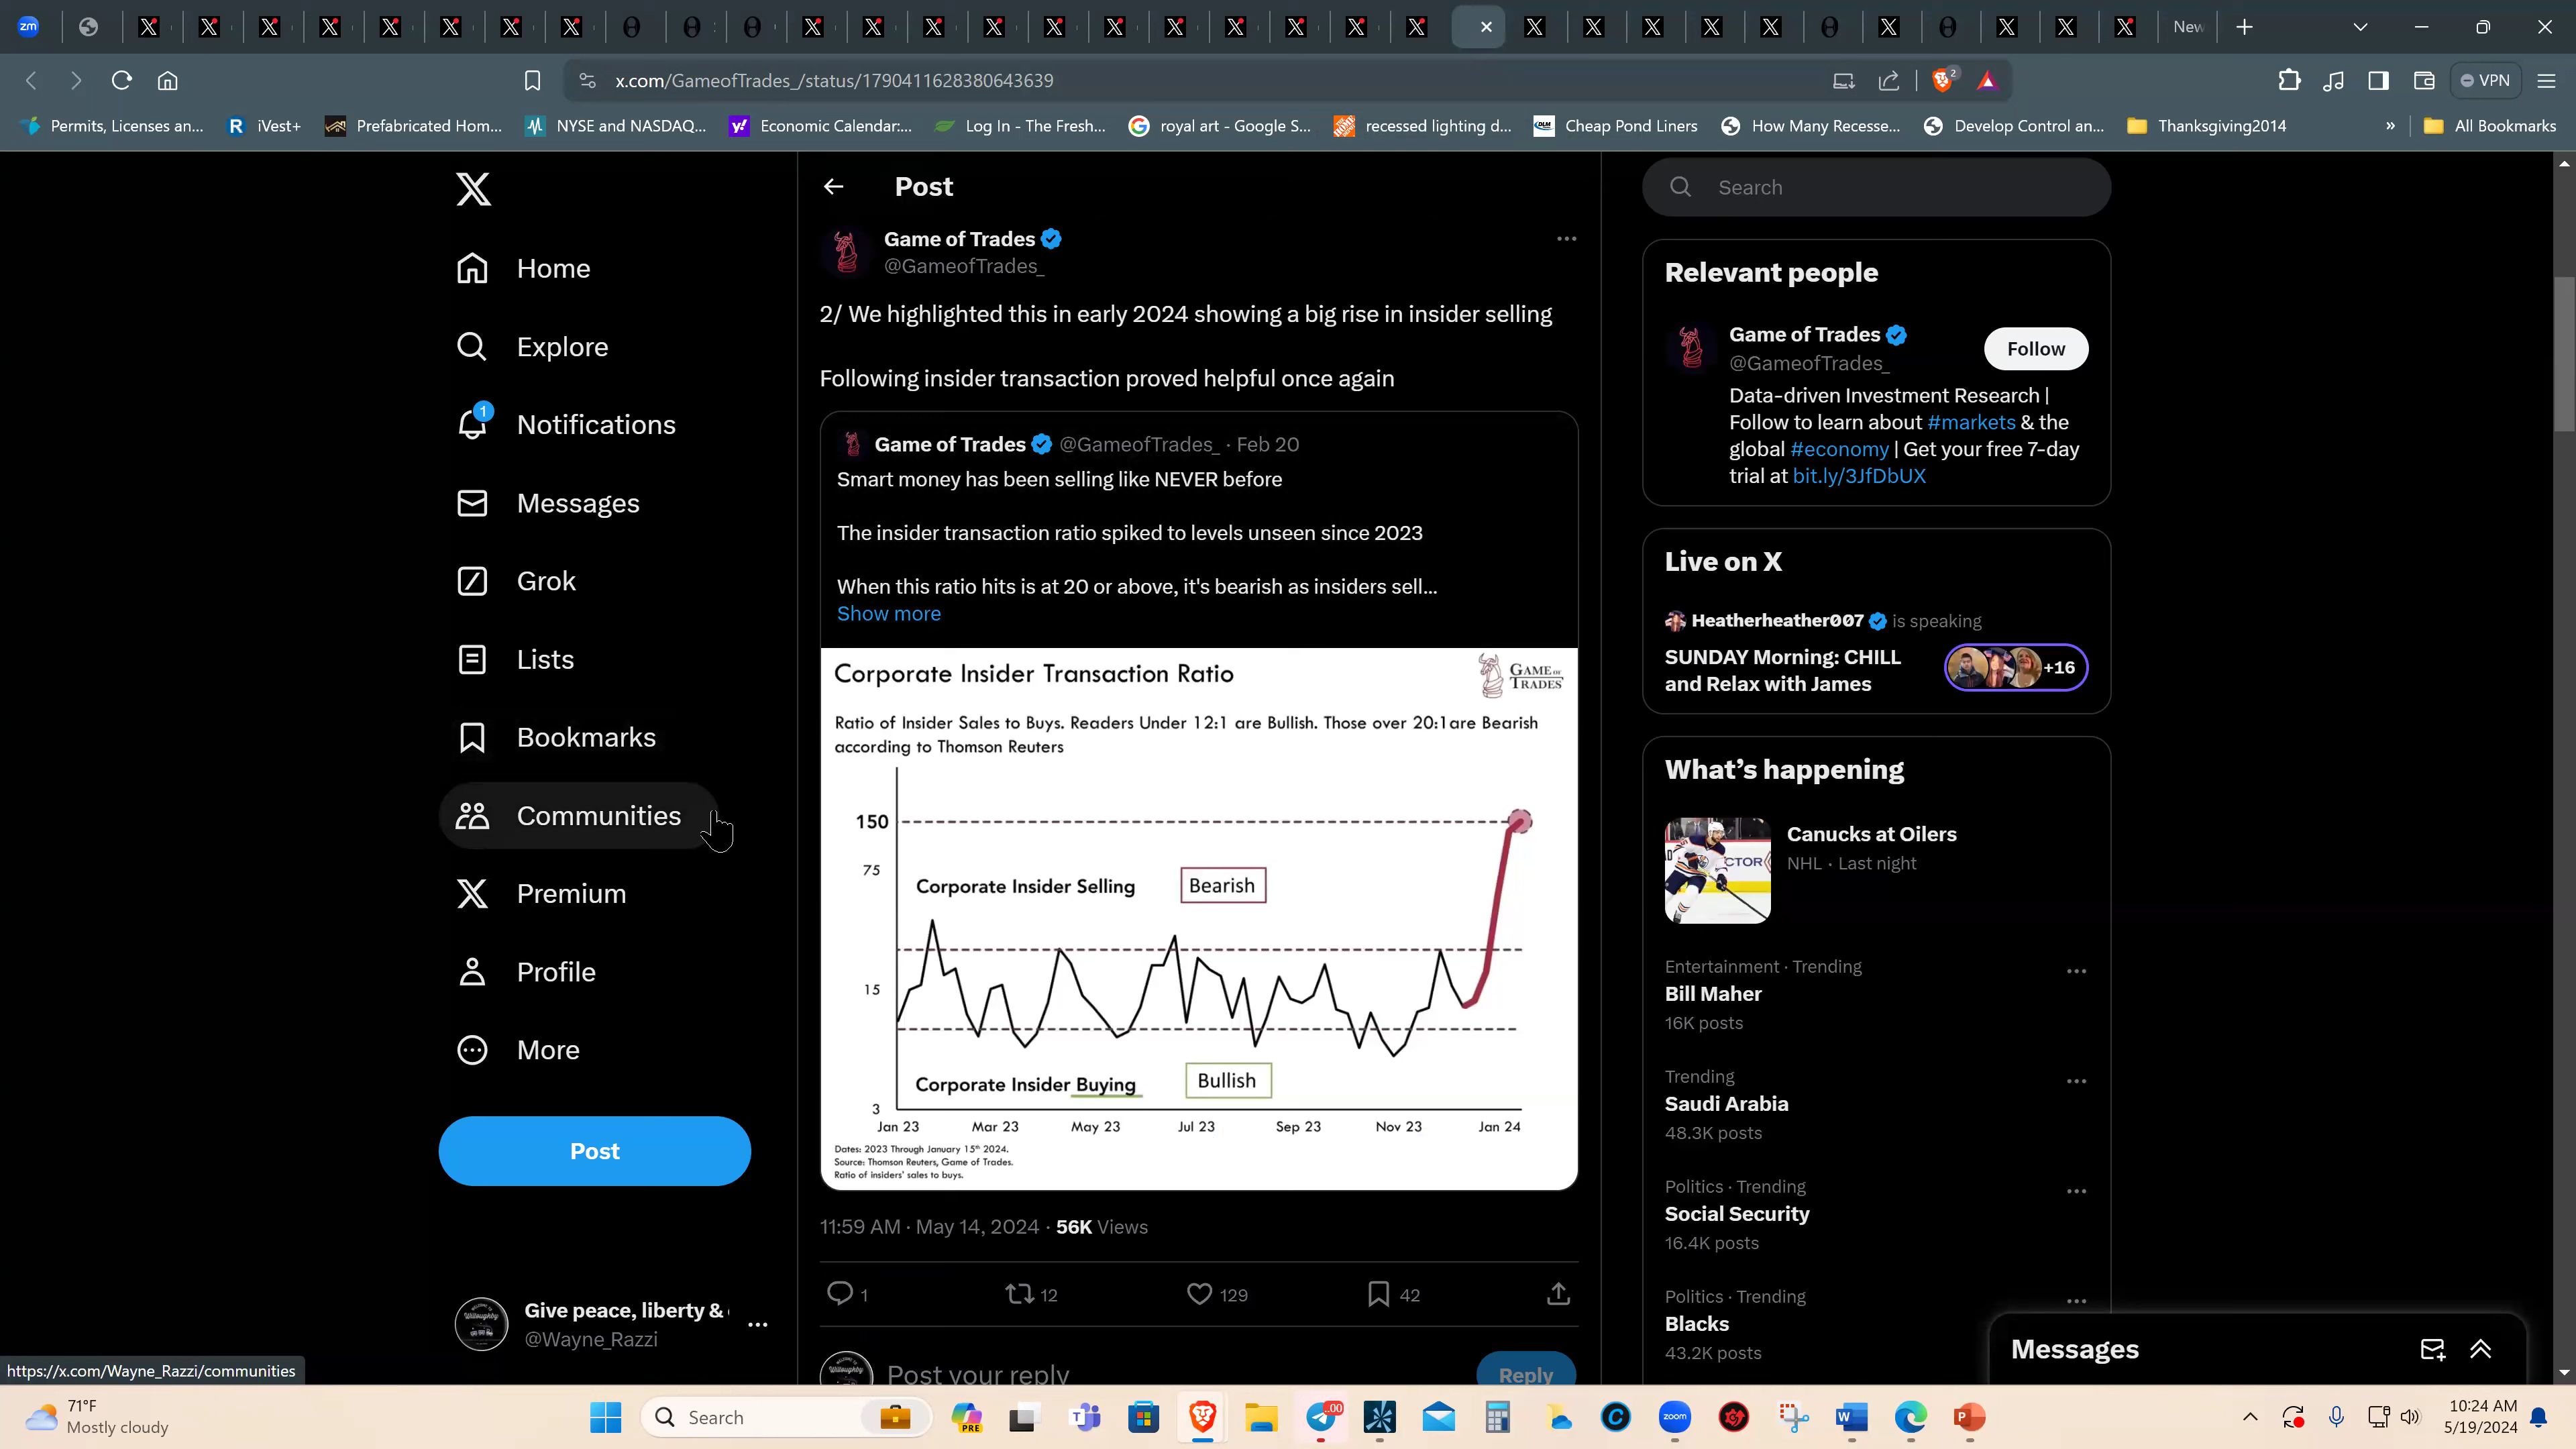 zm
New
x.com/GameofTrades_/status/1790411628380643639
2
VPN
Permits, Licenses an...
iVest+
Prefabricated Hom...
NYSE and NASDAQ...
Economic Calendar:...
Log In - The Fresh...
royal art - Google S...
recessed lighting d...
Cheap Pond Liners
How Many Recesse...
Develop Control an...
Thanksgiving2014
»
All Bookmarks
Home
Explore
1
Notifications
Messages
Grok
Lists
Bookmarks
Communities
Premium
Profile
More
Post
Give peace, liberty &
@Wayne_Razzi
https://x.com/Wayne_Razzi/communities
Post
Game of Trades
@GameofTrades_
2/ We highlighted this in early 2024 showing a big rise in insider selling
Following insider transaction proved helpful once again
Game of Trades @GameofTrades_ · Feb 20
Smart money has been selling like NEVER before
The insider transaction ratio spiked to levels unseen since 2023
When this ratio hits is at 20 or above, it's bearish as insiders sell...
Show more
Corporate Insider Transaction Ratio
GAME OF TRADES
Ratio of Insider Sales to Buys. Readers Under 12:1 are Bullish. Those over 20:1are Bearish
according to Thomson Reuters
150
75
Corporate Insider Selling
Bearish
15
Corporate Insider Buying
Bullish
3
Jan 23
Mar 23
May 23
Jul 23
Sep 23
Nov 23
Jan 24
Dates: 2023 Through January 15th 2024.
Source: Thomson Reuters, Game of Trades.
Ratio of insiders' sales to buys.
11:59 AM · May 14, 2024 · 56K Views
1
12
129
42
Post your reply
Reply
Search
Relevant people
Game of Trades
@GameofTrades_
Follow
Data-driven Investment Research |
Follow to learn about #markets & the
global #economy | Get your free 7-day
trial at bit.ly/3JfDbUX
Live on X
Heatherheather007 is speaking
SUNDAY Morning: CHILL
and Relax with James
+16
What's happening
Canucks at Oilers
NHL · Last night
Entertainment · Trending
Bill Maher
16K posts
Trending
Saudi Arabia
48.3K posts
Politics · Trending
Social Security
16.4K posts
Politics · Trending
Blacks
43.2K posts
Messages
71°F
Mostly cloudy
Search
PRE
.00
zoom
10:24 AM
5/19/2024